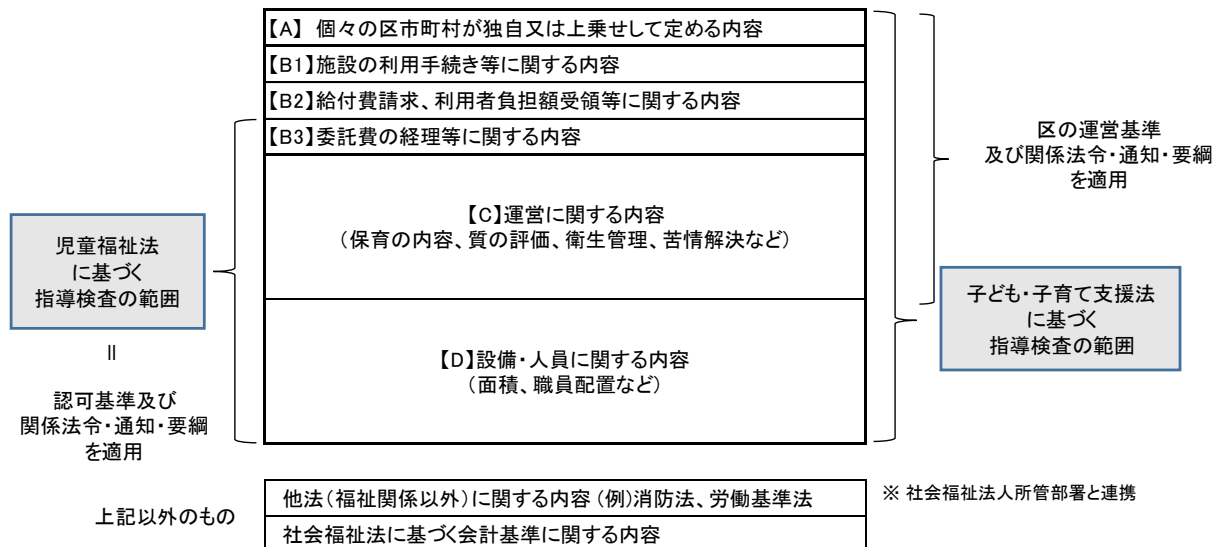 【A】 個々の区市町村が独自又は上乗せして定める内容
【B1】施設の利用手続き等に関する内容
【B2】給付費請求、利用者負担額受領等に関する内容
【B3】委託費の経理等に関する内容
【C】運営に関する内容
（保育の内容、質の評価、衛生管理、苦情解決など）
【D】設備・人員に関する内容
（面積、職員配置など）
児童福祉法
に基づく
指導検査の範囲
＝
認可基準及び
関係法令・通知・要綱
を適用
区の運営基準
及び関係法令・通知・要綱
を適用
子ども・子育て支援法
に基づく
指導検査の範囲
上記以外のもの
他法（福祉関係以外）に関する内容 （例）消防法、労働基準法
社会福祉法に基づく会計基準に関する内容
※ 社会福祉法人所管部署と連携